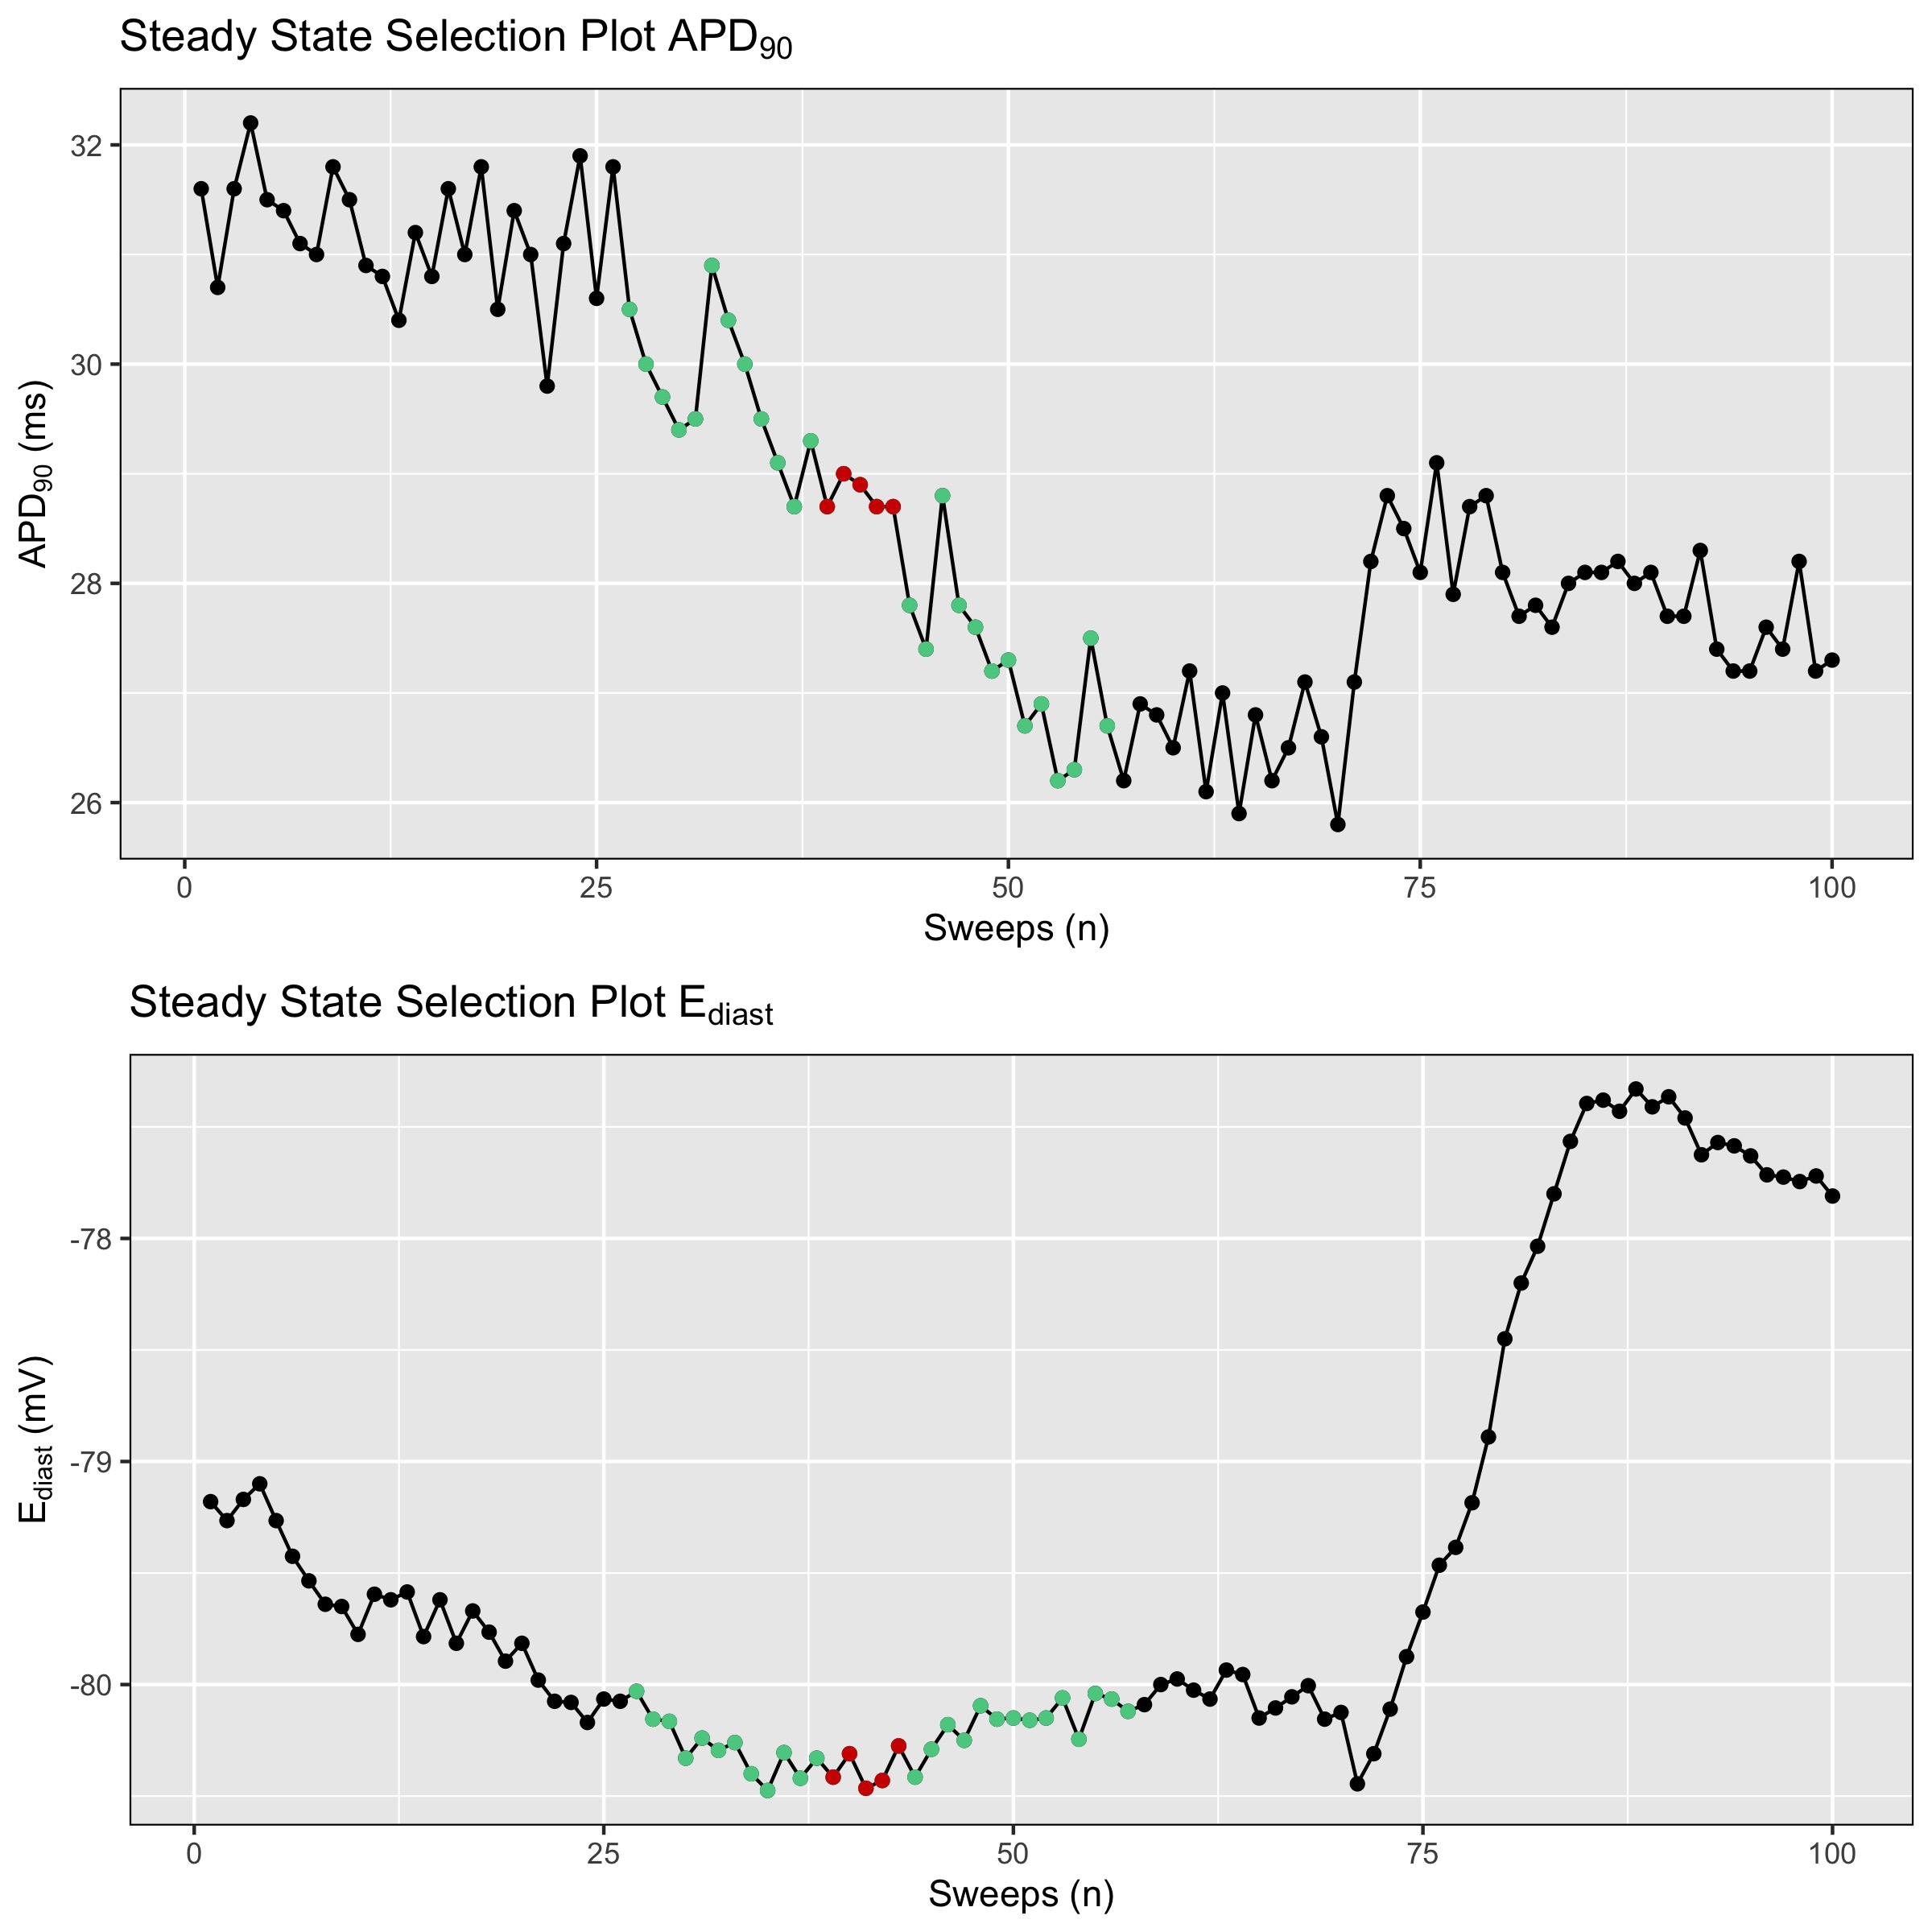 Steady State Selection Plot APD90
32
30
28
26
APD90 (ms)
0 25 50 75 100
Sweeps (n)
Steady State Selection Plot Ediast
-78
-79
-80
Ediast (mV)
0 25 50 75 100
Sweeps (n)